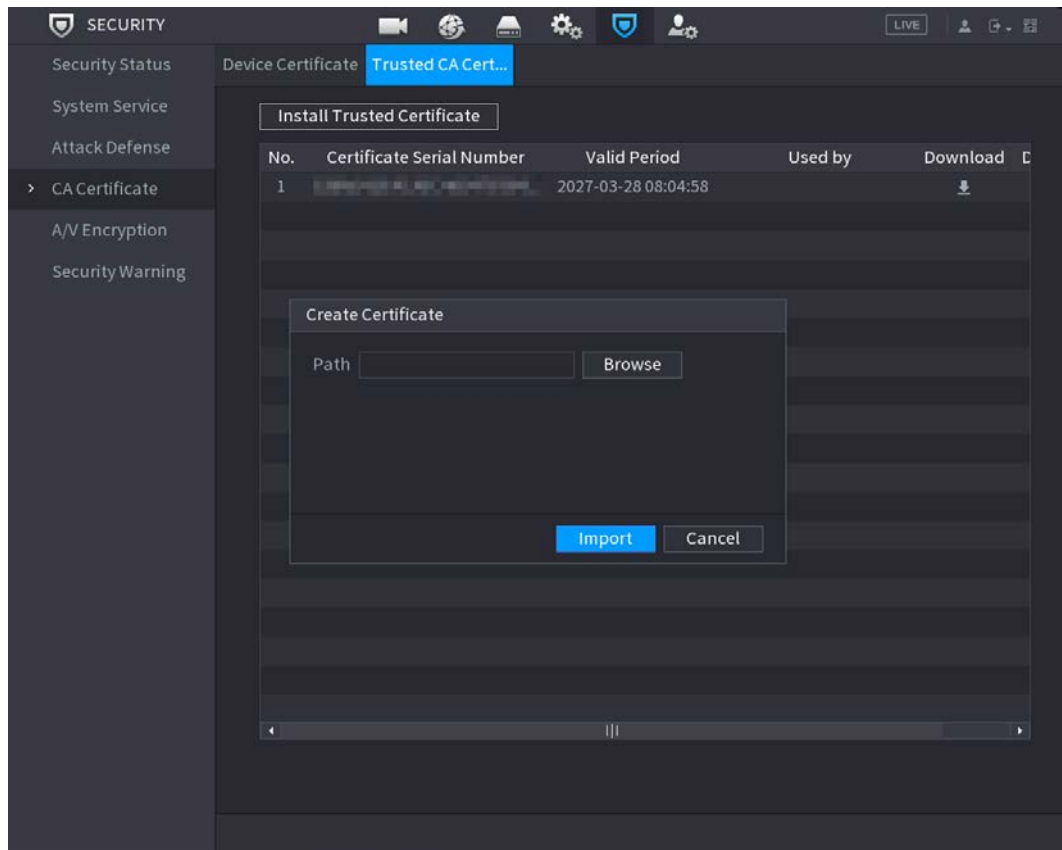 SECURITY
LIVE
Security Status
System Service
Attack Defense
CA Certificate
A/V Encryption
Security Warning
Device Certificate Trusted CA Cert...
Install Trusted Certificate
No. Certificate Serial Number Valid Period Used by Download D
1 2027-03-28 08:04:58
Create Certificate
Path Browse
Import Cancel